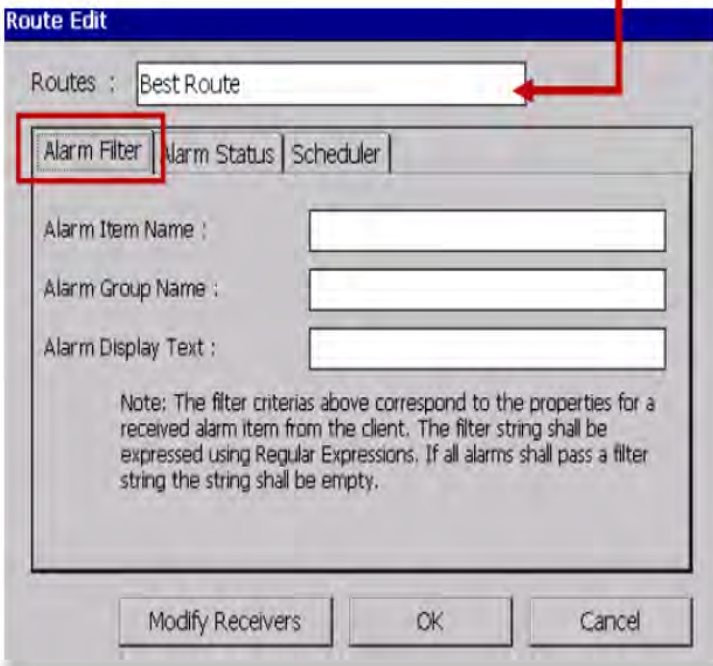 Route Edit
Routes :
Best Route
Alarm Filter
Alarm Status
Scheduler
Alarm Item Name :
Alarm Group Name :
Alarm Display Text :
Note: The filter criterias above correspond to the properties for a
received alarm item from the client. The filter string shall be
expressed using Regular Expressions. If all alarms shall pass a filter
string the string shall be empty.
Modify Receivers
OK
Cancel